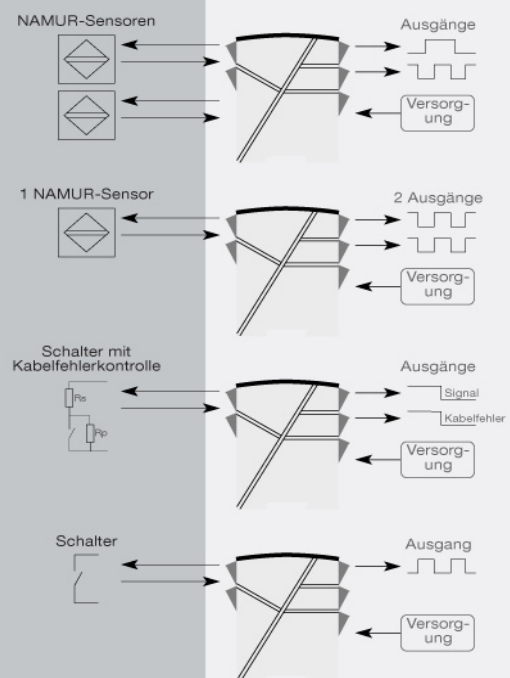 NAMUR-Sensoren
Ausgänge
Versorg-
ung
1 NAMUR-Sensor
2 Ausgänge
Versorg-
ung
Schalter mit
Kabelfehlerkontrolle
Rs
Rp
Ausgänge
Signal
Kabelfehler
Versorg-
ung
Schalter
Ausgang
Versorg-
ung